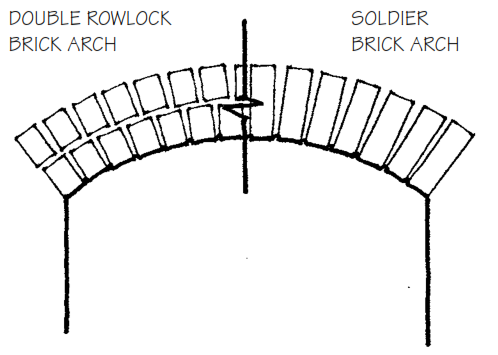 DOUBLE ROWLOCK
BRICK ARCH
SOLDIER
BRICK ARCH